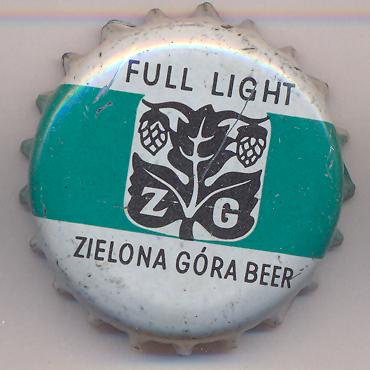 FULL LIGHT
Z G
ZIELONA GÓRA BEER